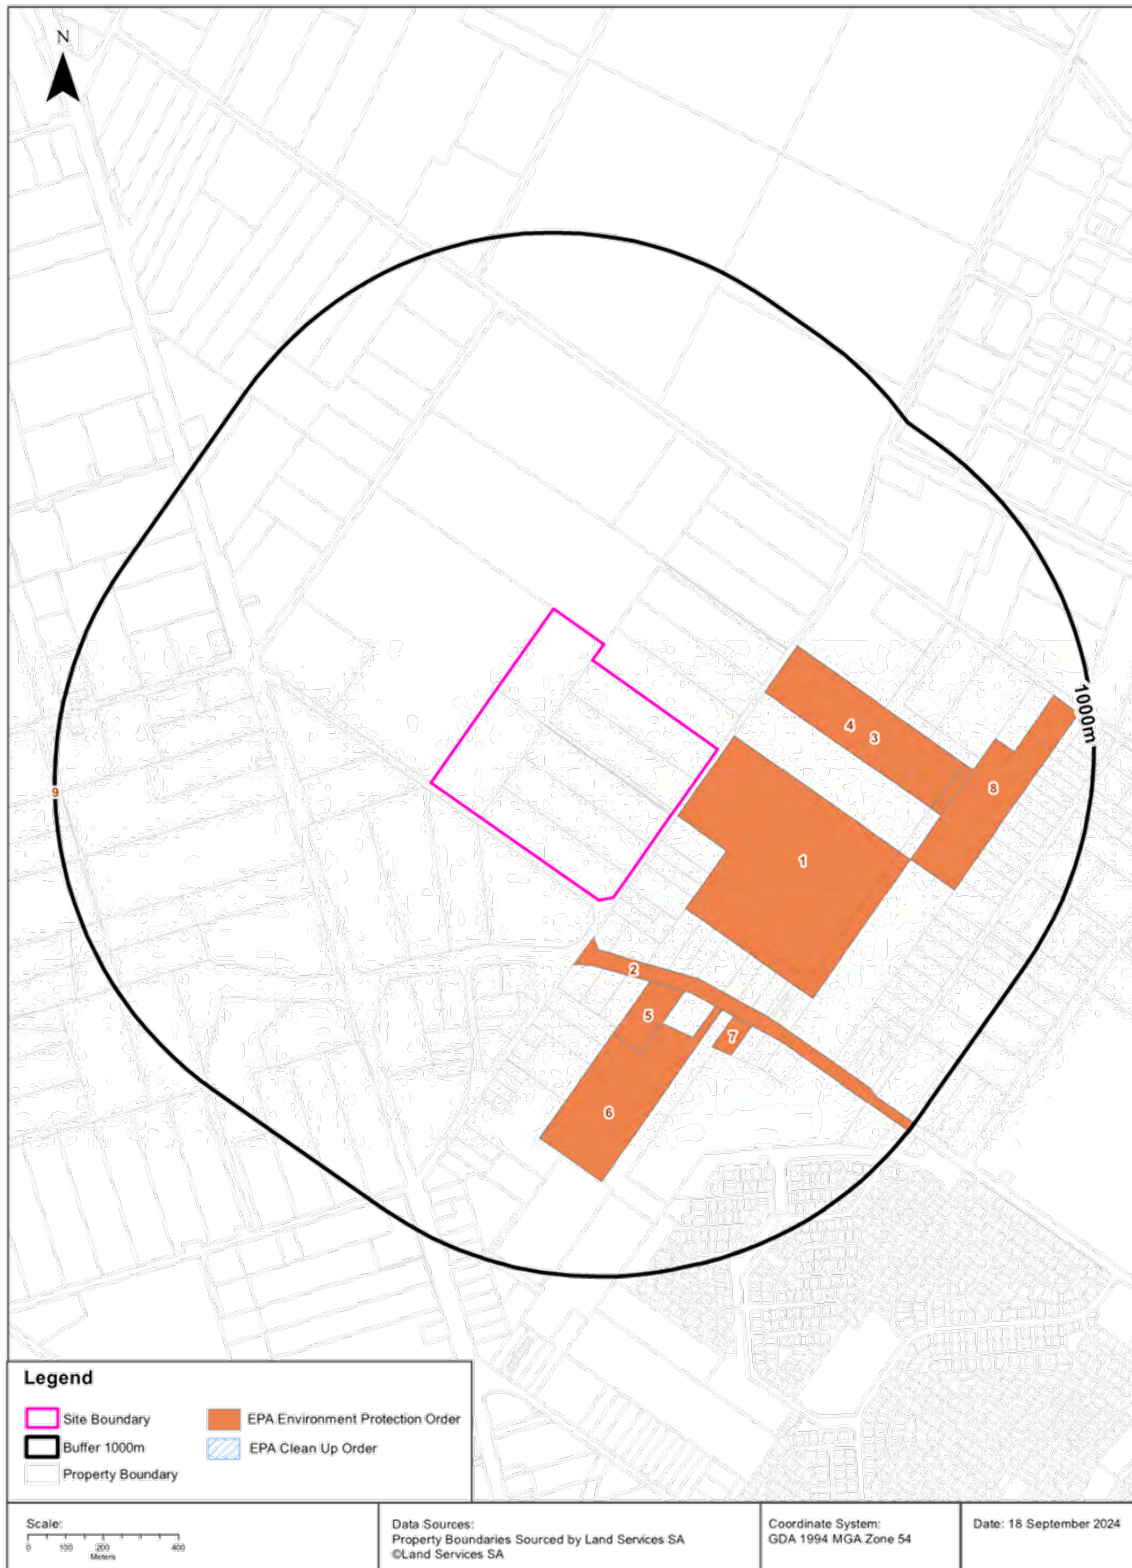 N
1000m
4
3
8
9
1
2
5
7
6
Legend
Site Boundary
EPA Environment Protection Order
Buffer 1000m
EPA Clean Up Order
Property Boundary
Scale:
0 100 200 400
Meters
Data Sources:
Property Boundaries Sourced by Land Services SA
©Land Services SA
Coordinate System:
GDA 1994 MGA Zone 54
Date: 18 September 2024